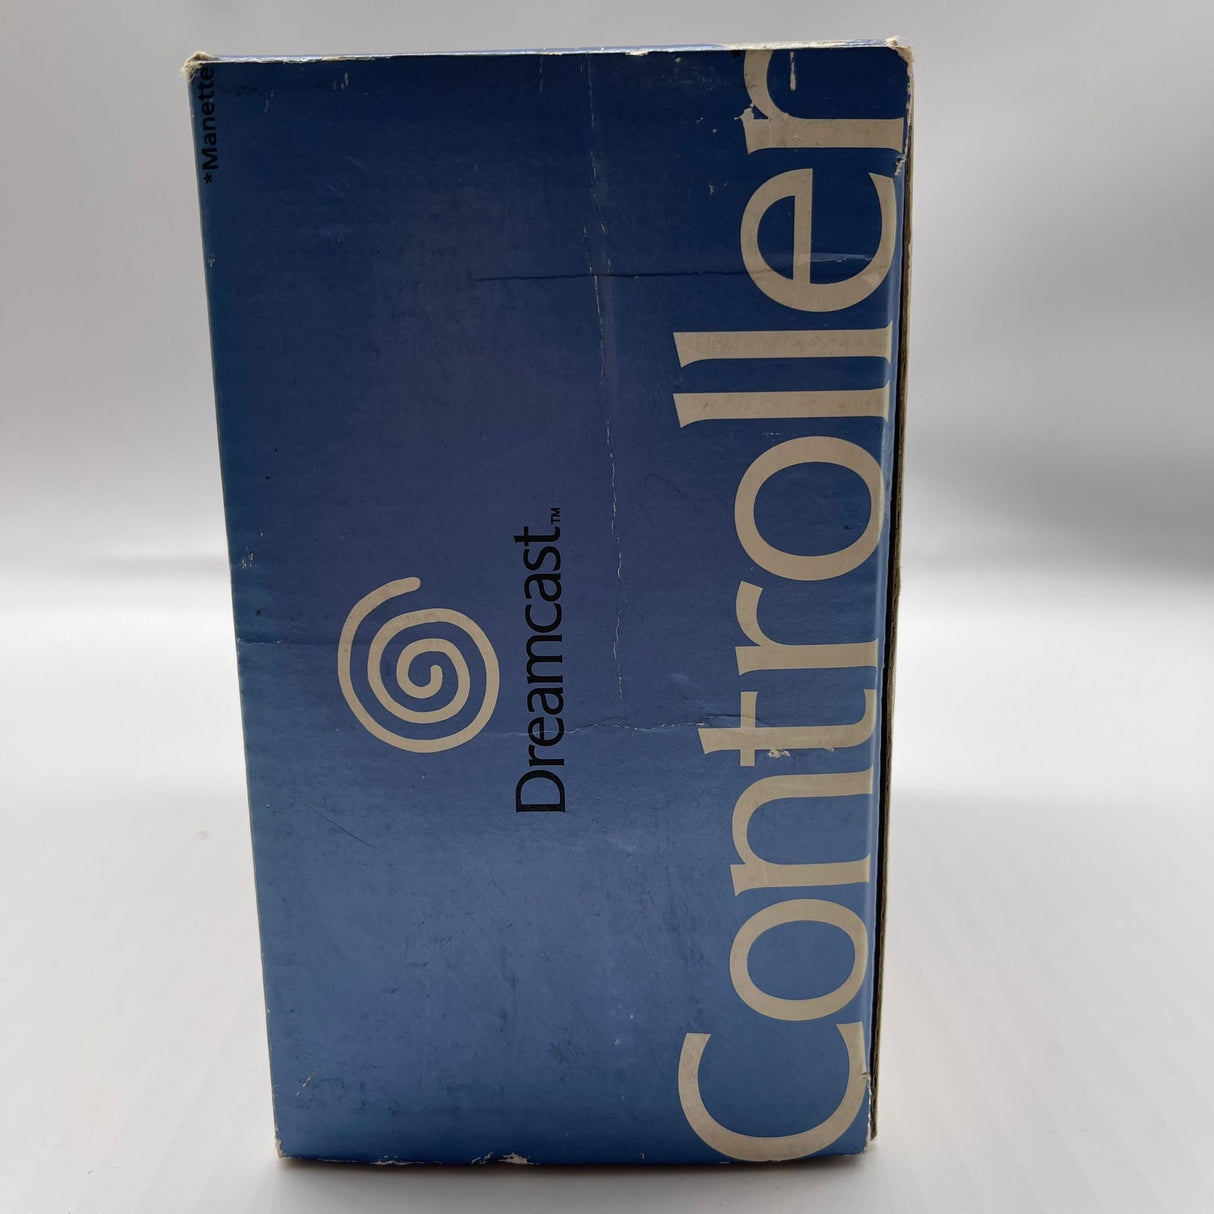 *Manette
Dreamcast™
Controller*